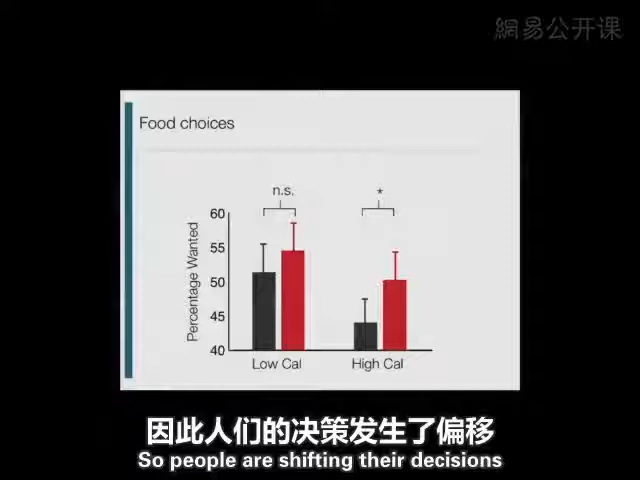 網易公开课
Food choices
n.s.
*
60
55
50
45
40
Percentage Wanted
Low Cal
High Cal
因此人们的决策发生了偏移
So people are shifting their decisions